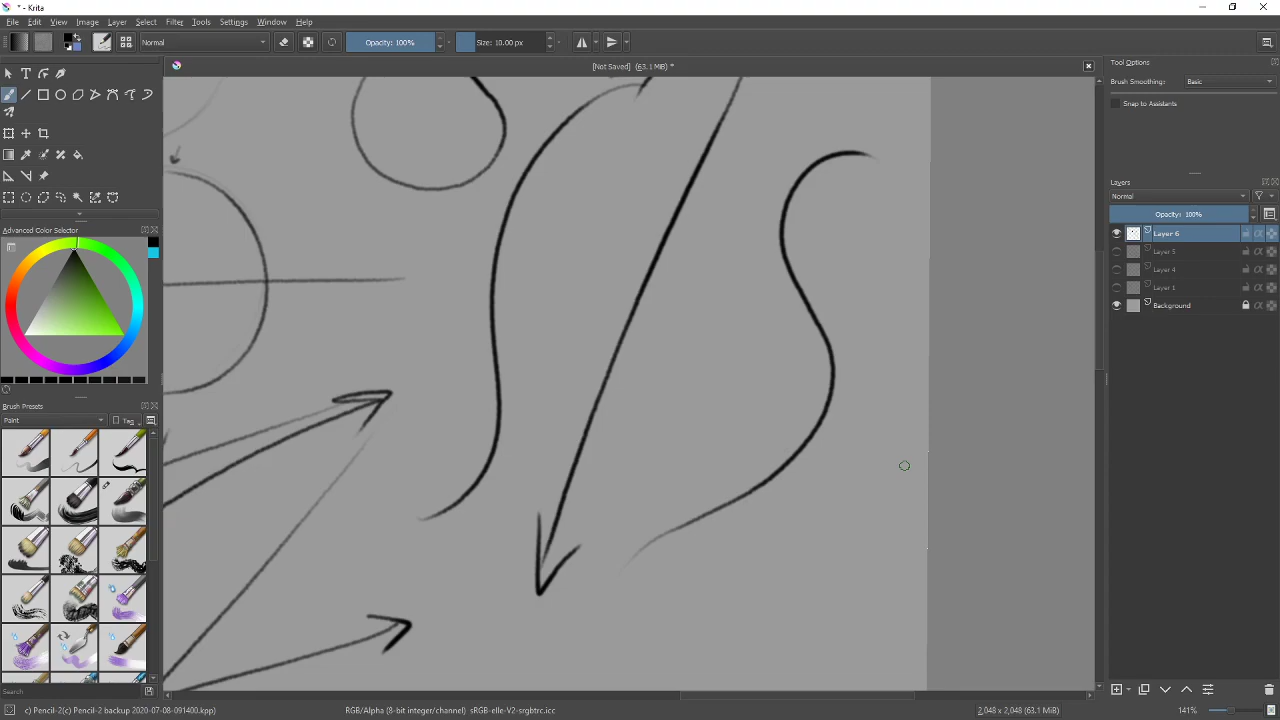 * - Krita
File Edit View Image Layer Select Filter Tools Settings Window Help
Normal Opacity: 100% Size: 10.00 px
[Not Saved] (63.1 MiB) *
Tool Options
Brush Smoothing: Basic
Snap to Assistants
Layers
Normal
Opacity: 100%
Layer 6
Layer 5
Layer 4
Layer 1
Background
Advanced Color Selector
Brush Presets
Paint Tag
Search
c) Pencil-2(c) Pencil-2 backup 2020-07-08-091400.kpp) RGB/Alpha (8-bit integer/channel) sRGB-elle-V2-srgbtrc.icc 2,048 x 2,048 (63.1 MiB) 141%